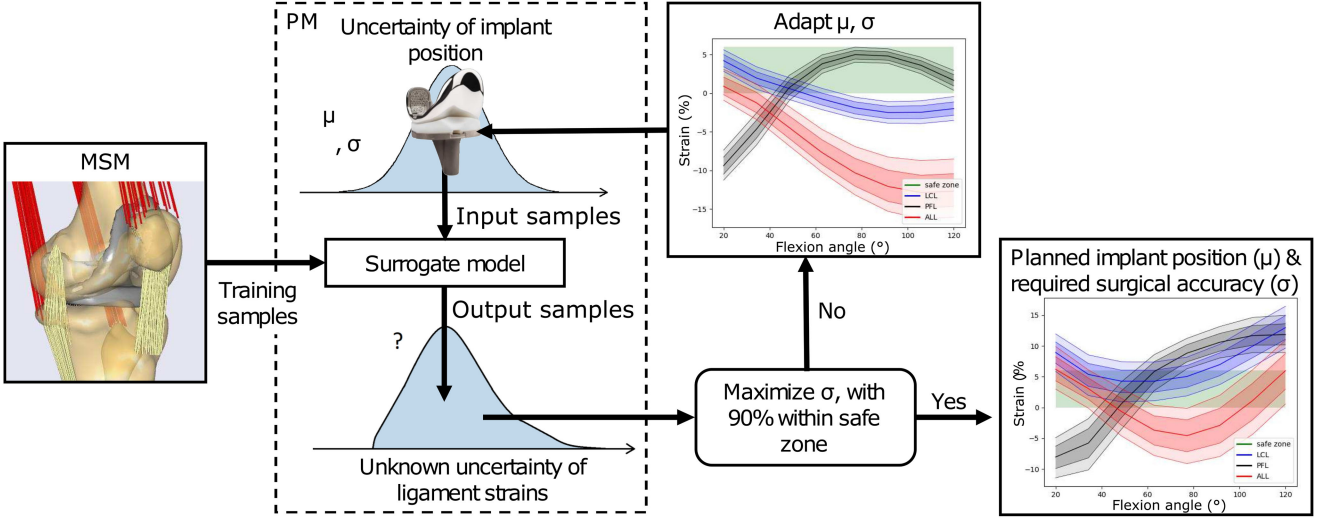 PM
Uncertainty of implant
position
μ
, σ
Input samples
Surrogate model
Output samples
?
Unknown uncertainty of
ligament strains
MSM
Training
samples
Adapt μ, σ
5
0
−5
−10
−15
Strain (%)
20
40
60
80
100
120
Flexion angle (°)
safe zone
LCL
PFL
ALL
No
Maximize σ, with
90% within safe
zone
Yes
Planned implant position (μ) &
required surgical accuracy (σ)
15
10
5
0
−5
−10
Strain (%
20
40
60
80
100
120
Flexion angle (°)
safe zone
LCL
PFL
ALL